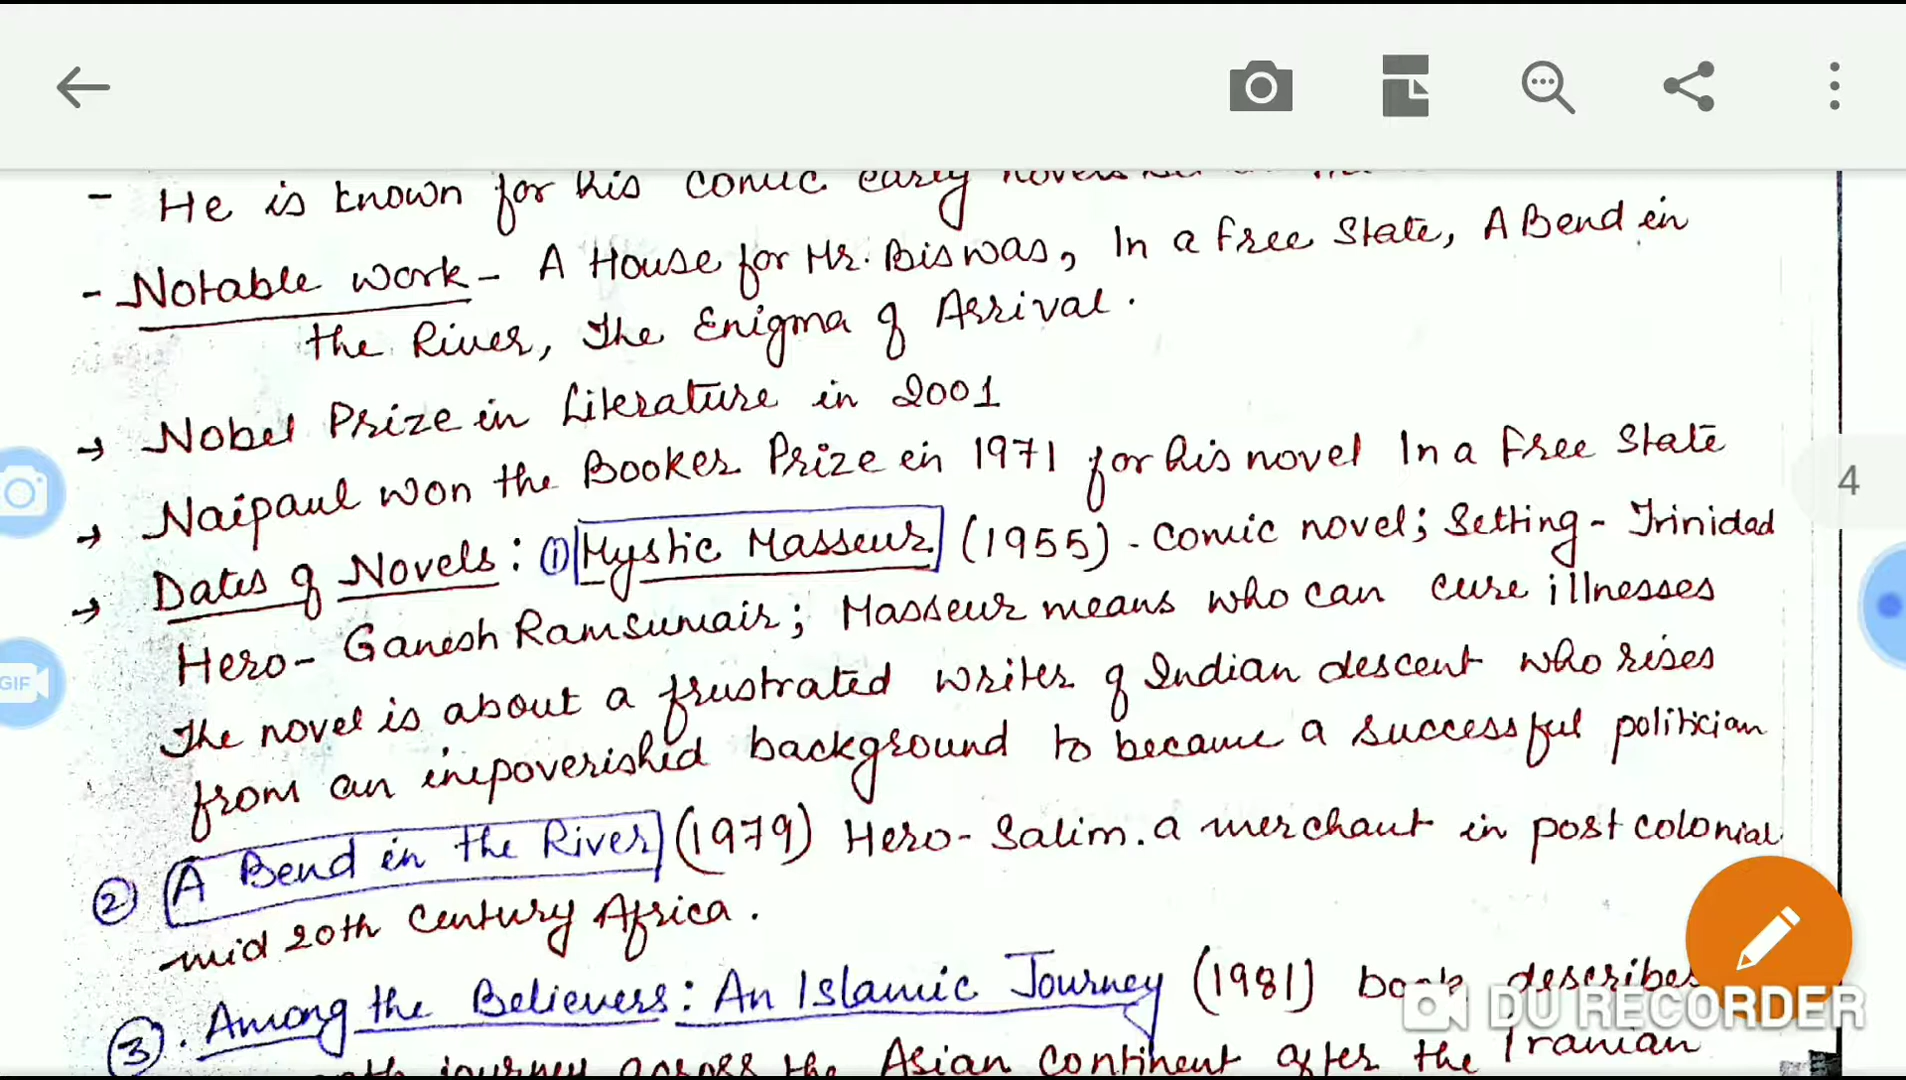 - He is known for his comic early novels
- Notable work - A House for Mr. Biswas, In a Free State, A Bend in
the River, The Enigma of Arrival.
→ Nobel Prize in Literature in 2001
→ Naipaul won the Booker Prize in 1971 for his novel In a Free State
→ Dates of Novels: ① Mystic Masseur (1955) - Comic novel; Setting - Trinidad
Hero - Ganesh Ramsumair; Masseur means who can cure illnesses
The novel is about a frustrated writer of Indian descent who rises
from an impoverished background to became a successful politician
② A Bend in the River (1979) Hero - Salim. a merchant in post colonial
mid 20th Century Africa.
③. Among the Believers: An Islamic Journey (1981) book describes
journey across the Asian Continent after the Iranian
4
GIF
DU RECORDER